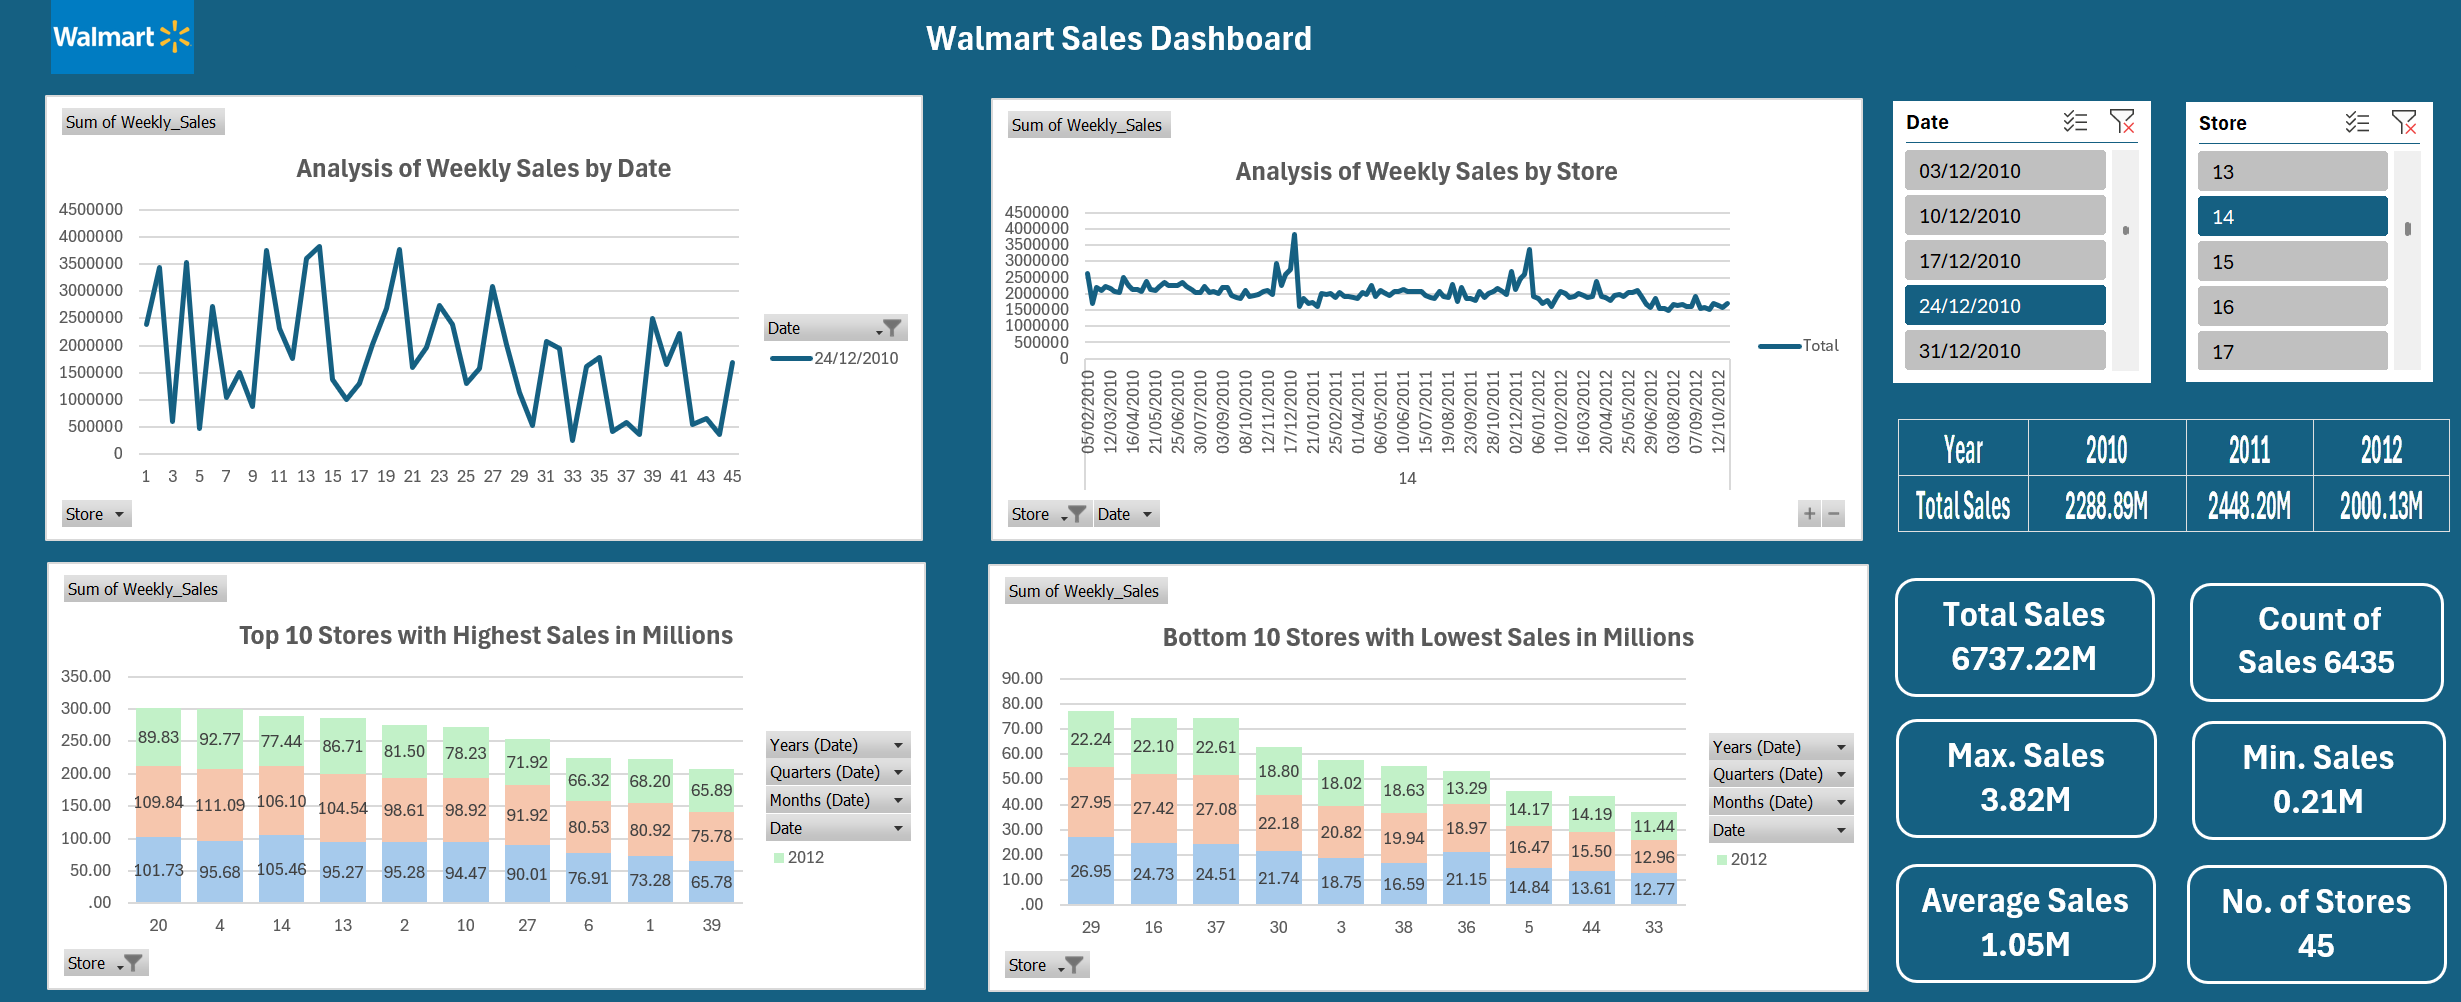 Walmart
Walmart Sales Dashboard
Sum of Weekly_Sales
Analysis of Weekly Sales by Date
4500000
4000000
3500000
3000000
2500000
2000000
1500000
1000000
500000
0
1 3 5 7 9 11 13 15 17 19 21 23 25 27 29 31 33 35 37 39 41 43 45
Date
24/12/2010
Store
Sum of Weekly_Sales
Analysis of Weekly Sales by Store
4500000
4000000
3500000
3000000
2500000
2000000
1500000
1000000
500000
0
05/02/2010 12/03/2010 16/04/2010 21/05/2010 25/06/2010 30/07/2010 03/09/2010 08/10/2010 12/11/2010 17/12/2010 21/01/2011 25/02/2011 01/04/2011 06/05/2011 10/06/2011 15/07/2011 19/08/2011 23/09/2011 28/10/2011 02/12/2011 06/01/2012 10/02/2012 16/03/2012 20/04/2012 25/05/2012 29/06/2012 03/08/2012 07/09/2012 12/10/2012
14
Total
Store Date
+ −
Date
03/12/2010
10/12/2010
17/12/2010
24/12/2010
31/12/2010
Store
13
14
15
16
17
Year 2010 2011 2012
Total Sales 2288.89M 2448.20M 2000.13M
Sum of Weekly_Sales
Top 10 Stores with Highest Sales in Millions
350.00
300.00
250.00
200.00
150.00
100.00
50.00
.00
89.83 92.77 77.44 86.71 81.50 78.23 71.92 66.32 68.20 65.89
109.84 111.09 106.10 104.54 98.61 98.92 91.92 80.53 80.92 75.78
101.73 95.68 105.46 95.27 95.28 94.47 90.01 76.91 73.28 65.78
20 4 14 13 2 10 27 6 1 39
Years (Date)
Quarters (Date)
Months (Date)
Date
2012
Store
Sum of Weekly_Sales
Bottom 10 Stores with Lowest Sales in Millions
90.00
80.00
70.00
60.00
50.00
40.00
30.00
20.00
10.00
.00
22.24 22.10 22.61 18.80 18.02 18.63 13.29 14.17 14.19 11.44
27.95 27.42 27.08 22.18 20.82 19.94 18.97 16.47 15.50 12.96
26.95 24.73 24.51 21.74 18.75 16.59 21.15 14.84 13.61 12.77
29 16 37 30 3 38 36 5 44 33
Years (Date)
Quarters (Date)
Months (Date)
Date
2012
Store
Total Sales
6737.22M
Count of
Sales 6435
Max. Sales
3.82M
Min. Sales
0.21M
Average Sales
1.05M
No. of Stores
45